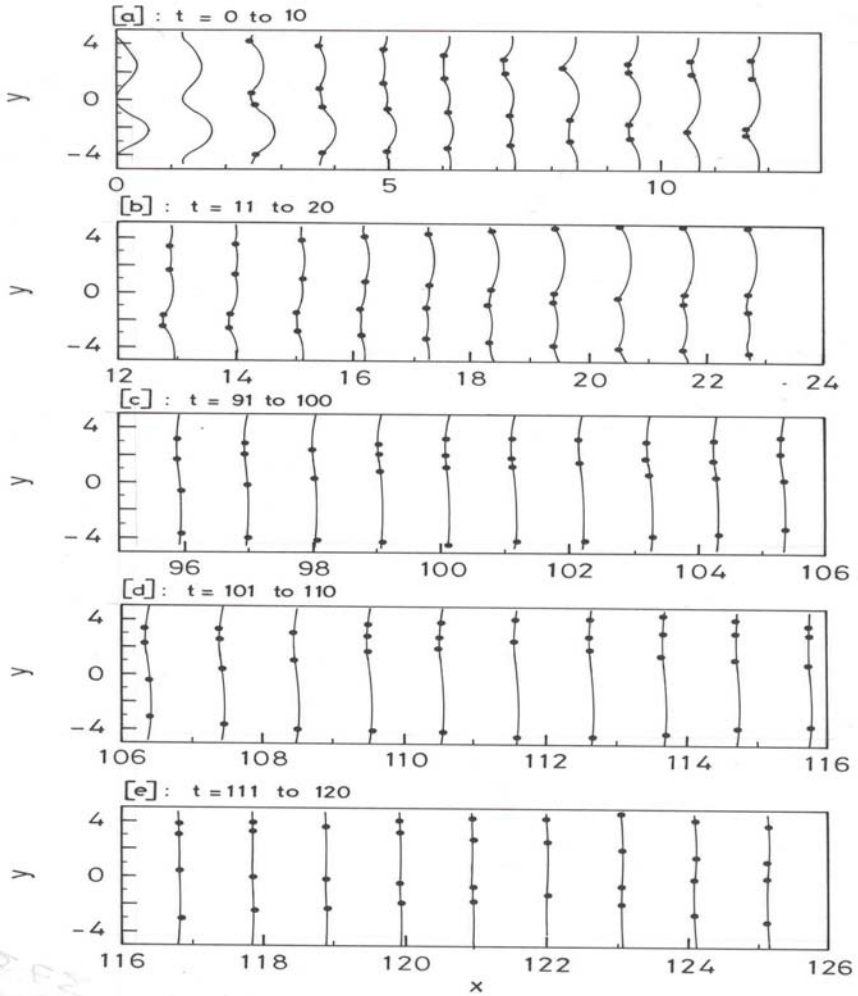 [a] : t = 0 to 10
y
4
0
-4
0 5 10
[b] : t = 11 to 20
y
4
0
-4
12 14 16 18 20 22 24
[c] : t = 91 to 100
y
4
0
-4
96 98 100 102 104 106
[d] : t = 101 to 110
y
4
0
-4
106 108 110 112 114 116
[e] : t = 111 to 120
y
4
0
-4
116 118 120 122 124 126
x